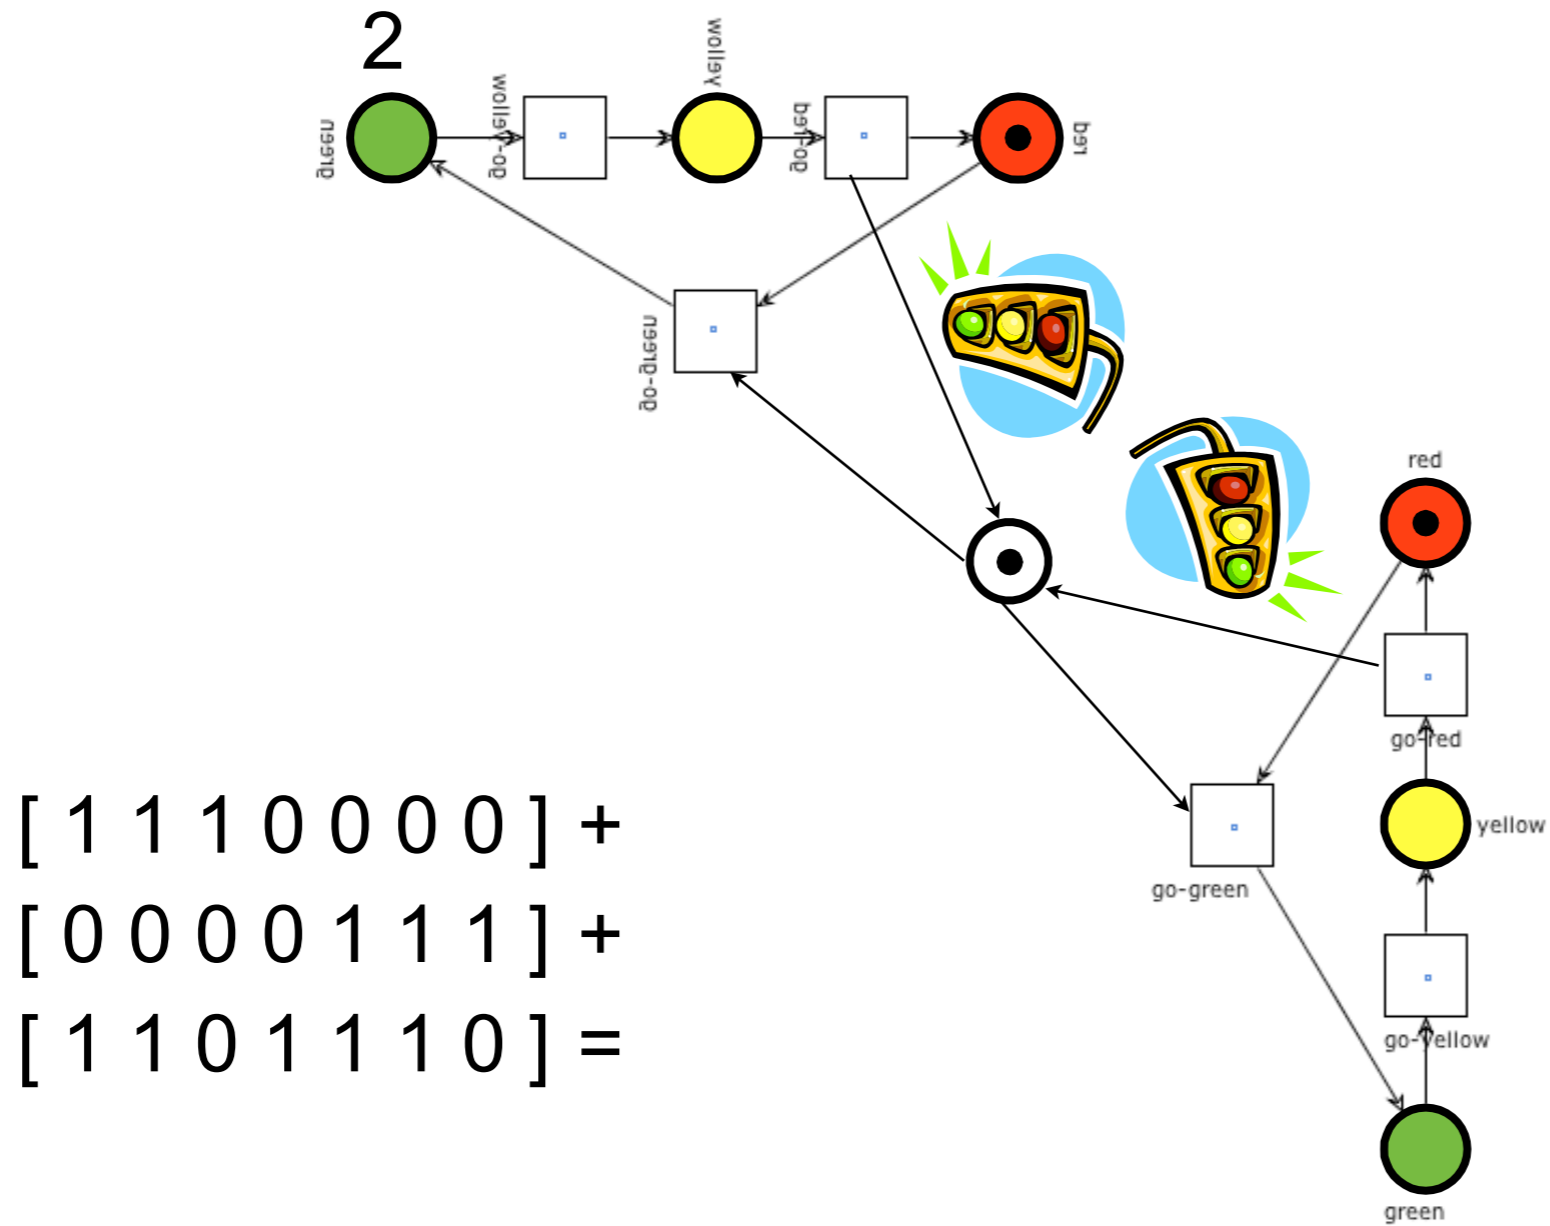 2
green
go-yellow
yellow
go-red
red
go-green
red
go-red
yellow
go-green
go-yellow
green
[ 1 1 1 0 0 0 0 ] +
[ 0 0 0 0 1 1 1 ] +
[ 1 1 0 1 1 1 0 ] =